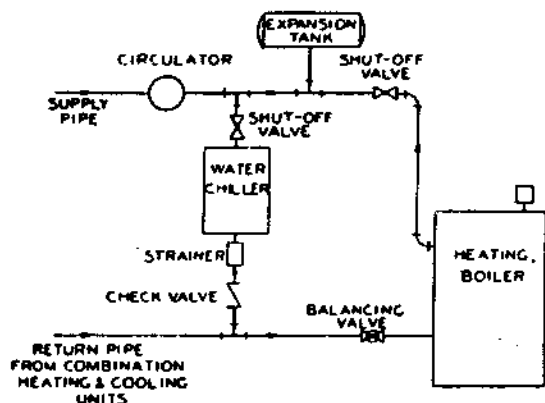 EXPANSION
TANK
CIRCULATOR
SHUT-OFF
VALVE
SUPPLY
PIPE
SHUT-OFF
VALVE
WATER
CHILLER
STRAINER
HEATING,
BOILER
CHECK VALVE
BALANCING
VALVE
RETURN PIPE
FROM COMBINATION
HEATING & COOLING
UNITS